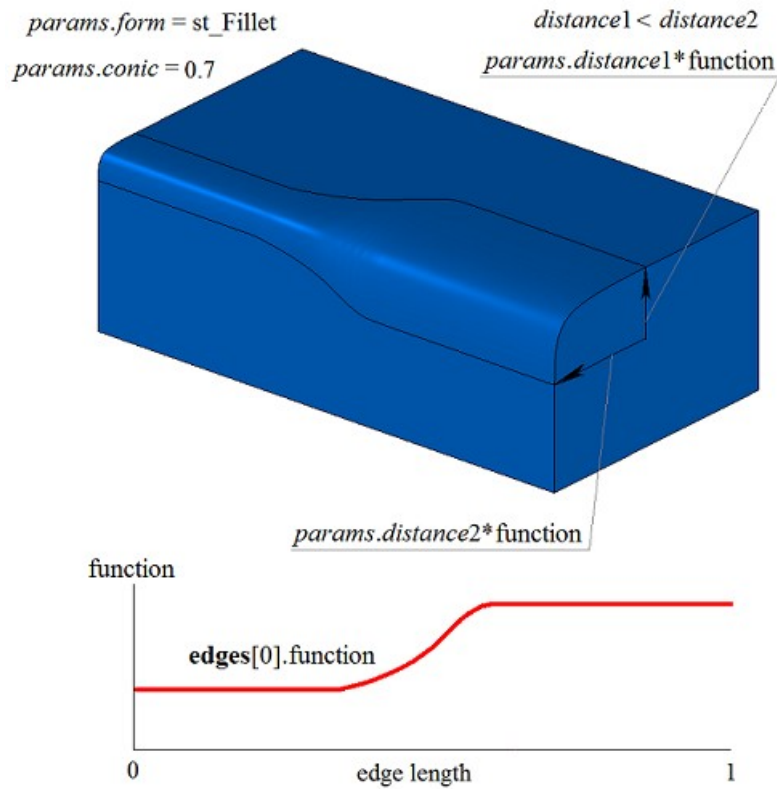 params.form = st_Fillet
distance1 < distance2
params.conic = 0.7
params.distance1*function
params.distance2*function
function
edges[0].function
0
edge length
1